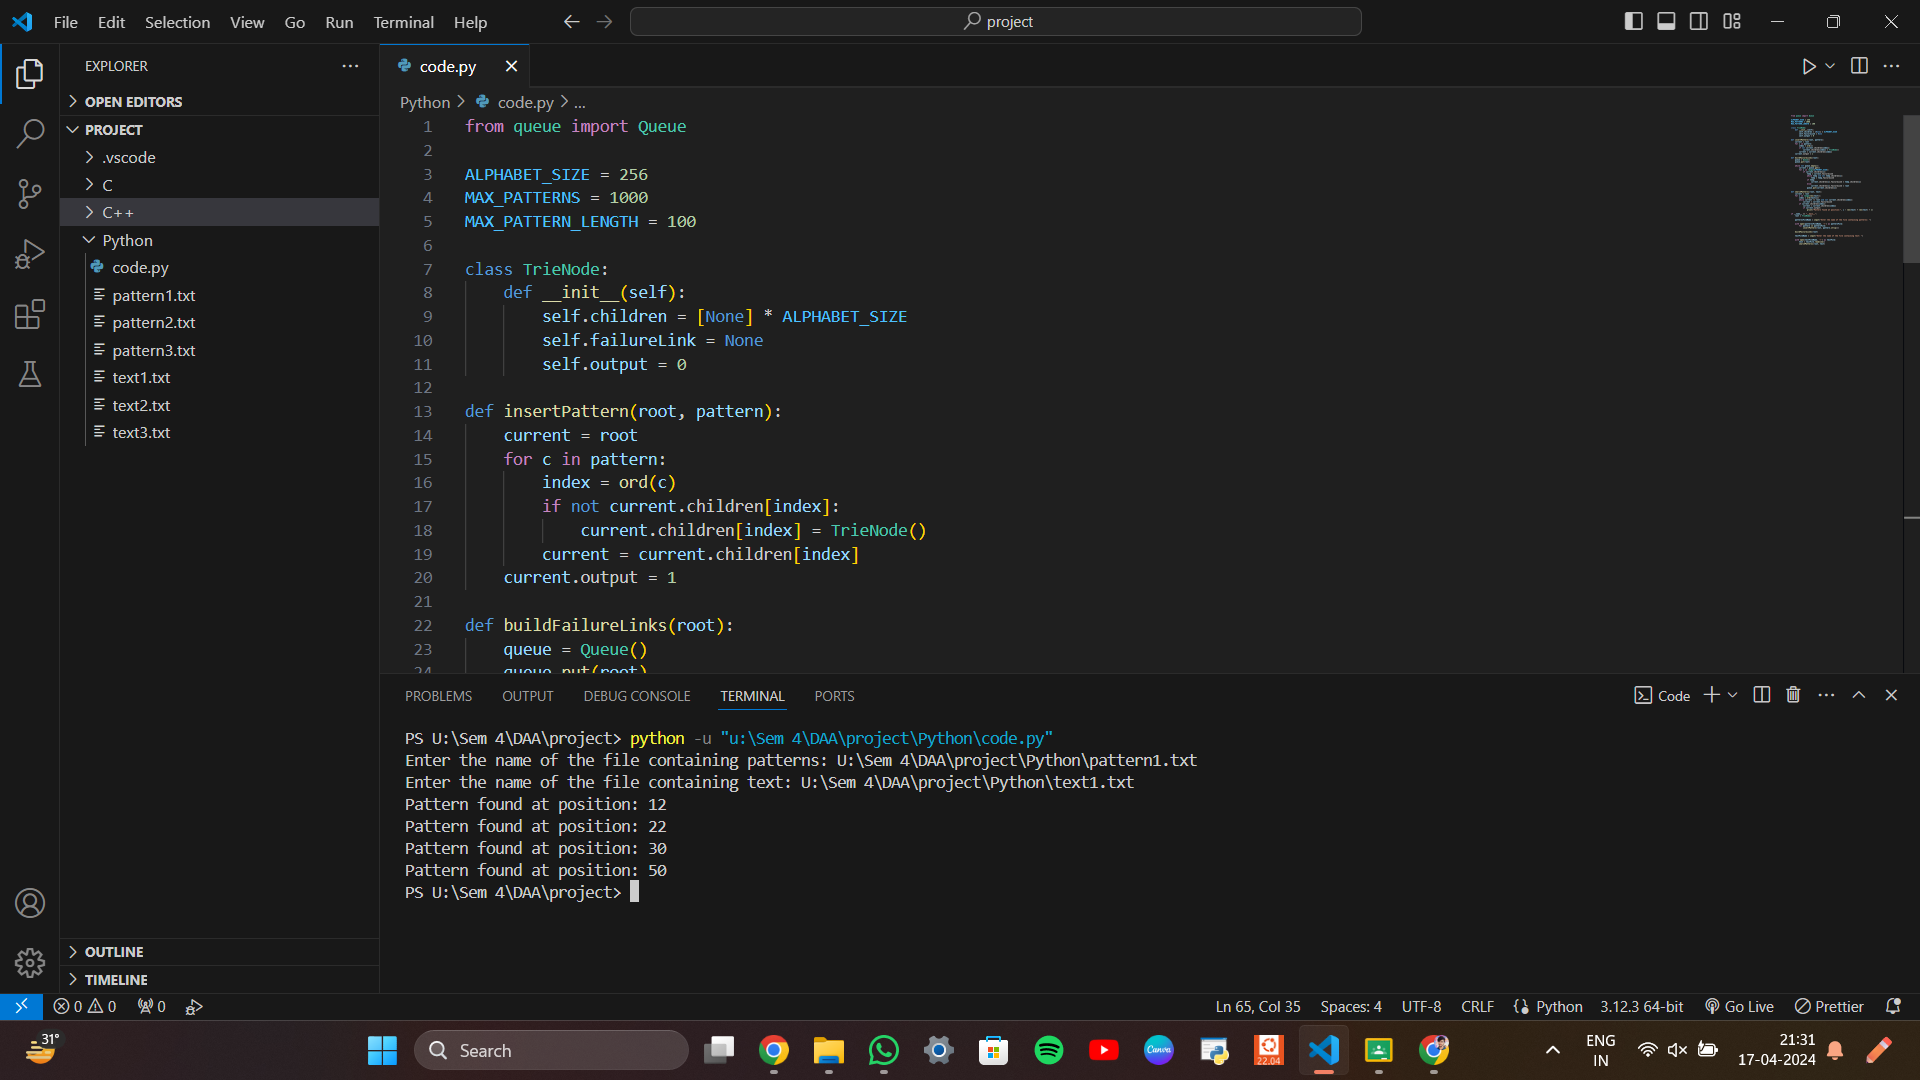 File Edit Selection View Go Run Terminal Help
project
EXPLORER
OPEN EDITORS
PROJECT
.vscode
C
C++
Python
code.py
pattern1.txt
pattern2.txt
pattern3.txt
text1.txt
text2.txt
text3.txt
OUTLINE
TIMELINE
code.py
Python > code.py > ...
1 from queue import Queue
2
3 ALPHABET_SIZE = 256
4 MAX_PATTERNS = 1000
5 MAX_PATTERN_LENGTH = 100
6
7 class TrieNode:
8 def __init__(self):
9 self.children = [None] * ALPHABET_SIZE
10 self.failureLink = None
11 self.output = 0
12
13 def insertPattern(root, pattern):
14 current = root
15 for c in pattern:
16 index = ord(c)
17 if not current.children[index]:
18 current.children[index] = TrieNode()
19 current = current.children[index]
20 current.output = 1
21
22 def buildFailureLinks(root):
23 queue = Queue()
24 queue.put(root)
PROBLEMS OUTPUT DEBUG CONSOLE TERMINAL PORTS
Code
PS U:\Sem 4\DAA\project> python -u "u:\Sem 4\DAA\project\Python\code.py"
Enter the name of the file containing patterns: U:\Sem 4\DAA\project\Python\pattern1.txt
Enter the name of the file containing text: U:\Sem 4\DAA\project\Python\text1.txt
Pattern found at position: 12
Pattern found at position: 22
Pattern found at position: 30
Pattern found at position: 50
PS U:\Sem 4\DAA\project>
0 0 0
Ln 65, Col 35 Spaces: 4 UTF-8 CRLF Python 3.12.3 64-bit Go Live Prettier
31°
Search
Canva
22.04
ENG
IN
21:31
17-04-2024